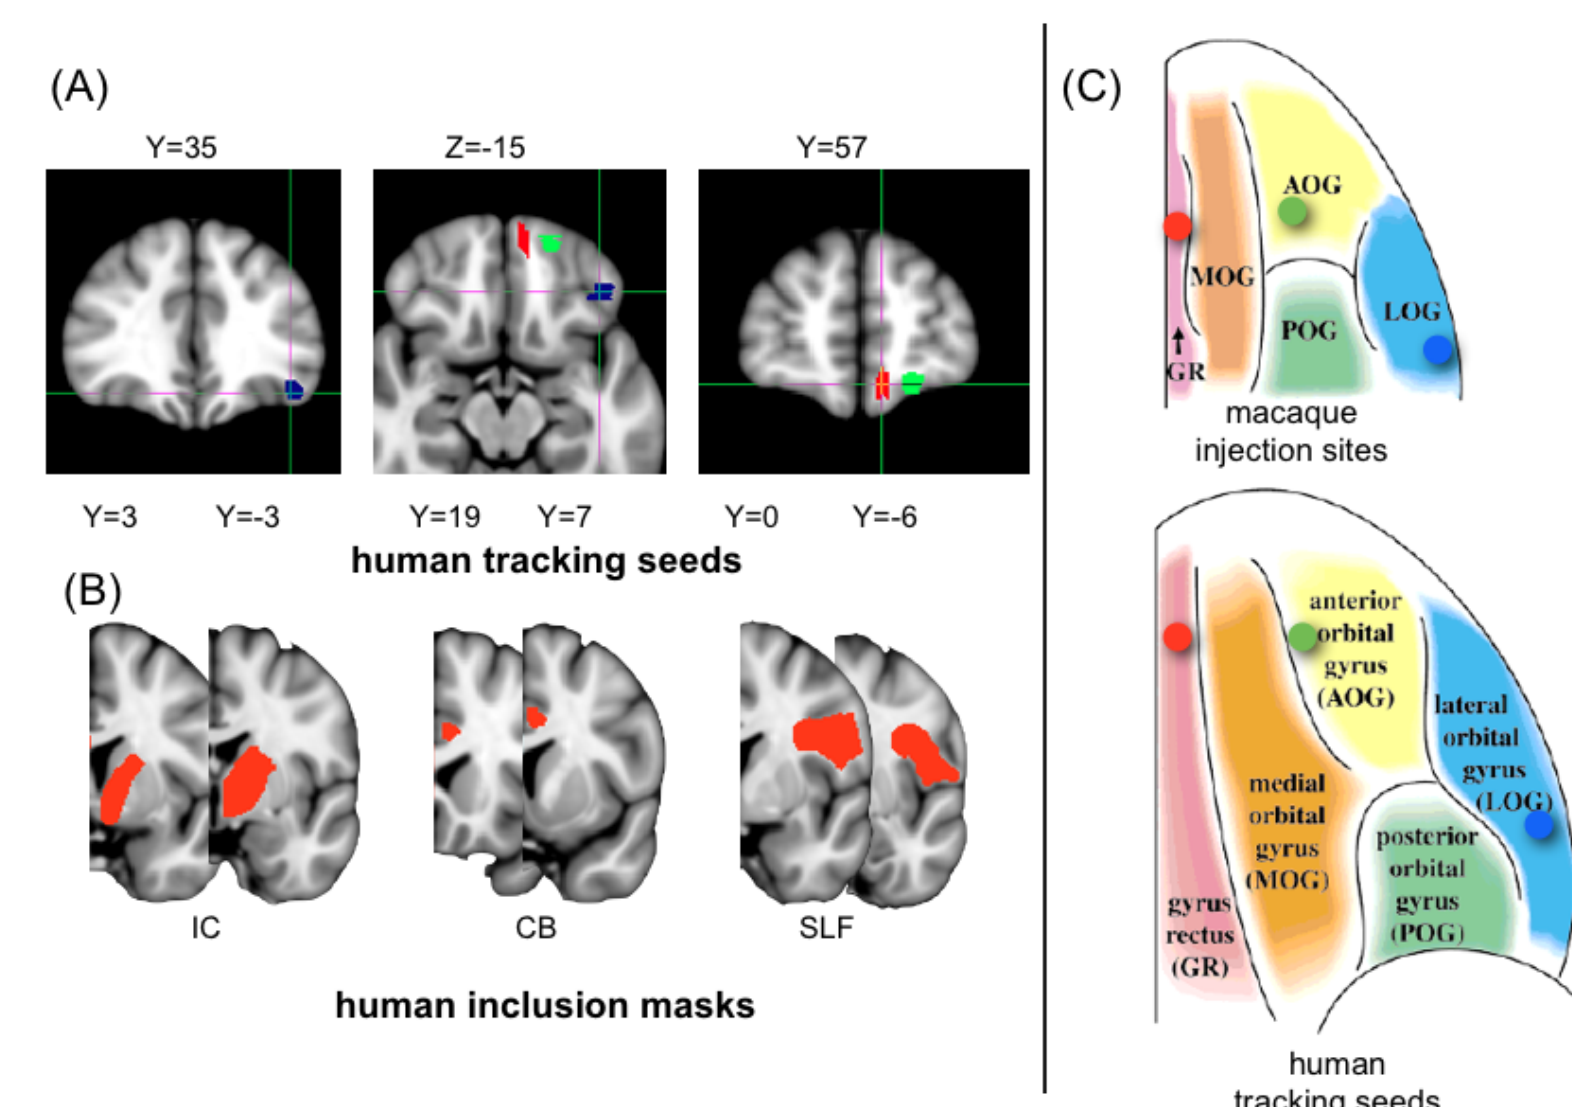 (A)
Y=35
Z=-15
Y=57
Y=3
Y=-3
Y=19
Y=7
Y=0
Y=-6
human tracking seeds
(B)
IC
CB
SLF
human inclusion masks
(C)
AOG
MOG
LOG
POG
GR
macaque
injection sites
anterior
orbital
gyrus
(AOG)
lateral
orbital
gyrus
(LOG)
medial
orbital
gyrus
(MOG)
posterior
orbital
gyrus
(POG)
gyrus
rectus
(GR)
human
tracking seeds